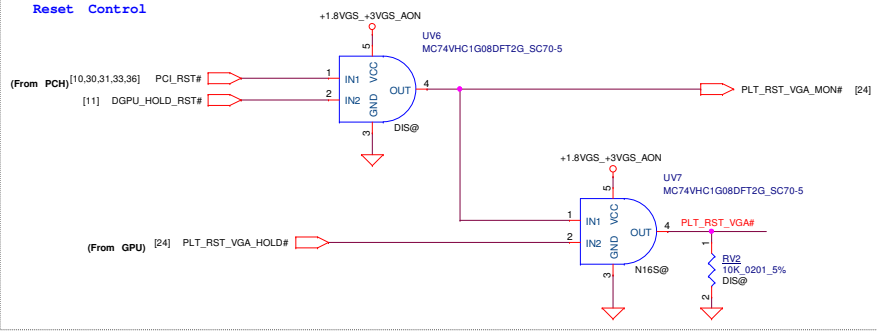 Reset Control
+1.8VGS_+3VGS_AON
UV6
MC74VHC1G08DFT2G_SC70-5
5
(From PCH) [10,30,31,33,36] PCI_RST# 1 IN1 VCC
OUT 4 PLT_RST_VGA_MON# [24]
[11] DGPU_HOLD_RST# 2 IN2 GND
3
DIS@
+1.8VGS_+3VGS_AON
UV7
MC74VHC1G08DFT2G_SC70-5
5
1 IN1 VCC
OUT 4 PLT_RST_VGA#
(From GPU) [24] PLT_RST_VGA_HOLD# 2 IN2 GND
3
N16S@
1
RV2
10K_0201_5%
DIS@
2